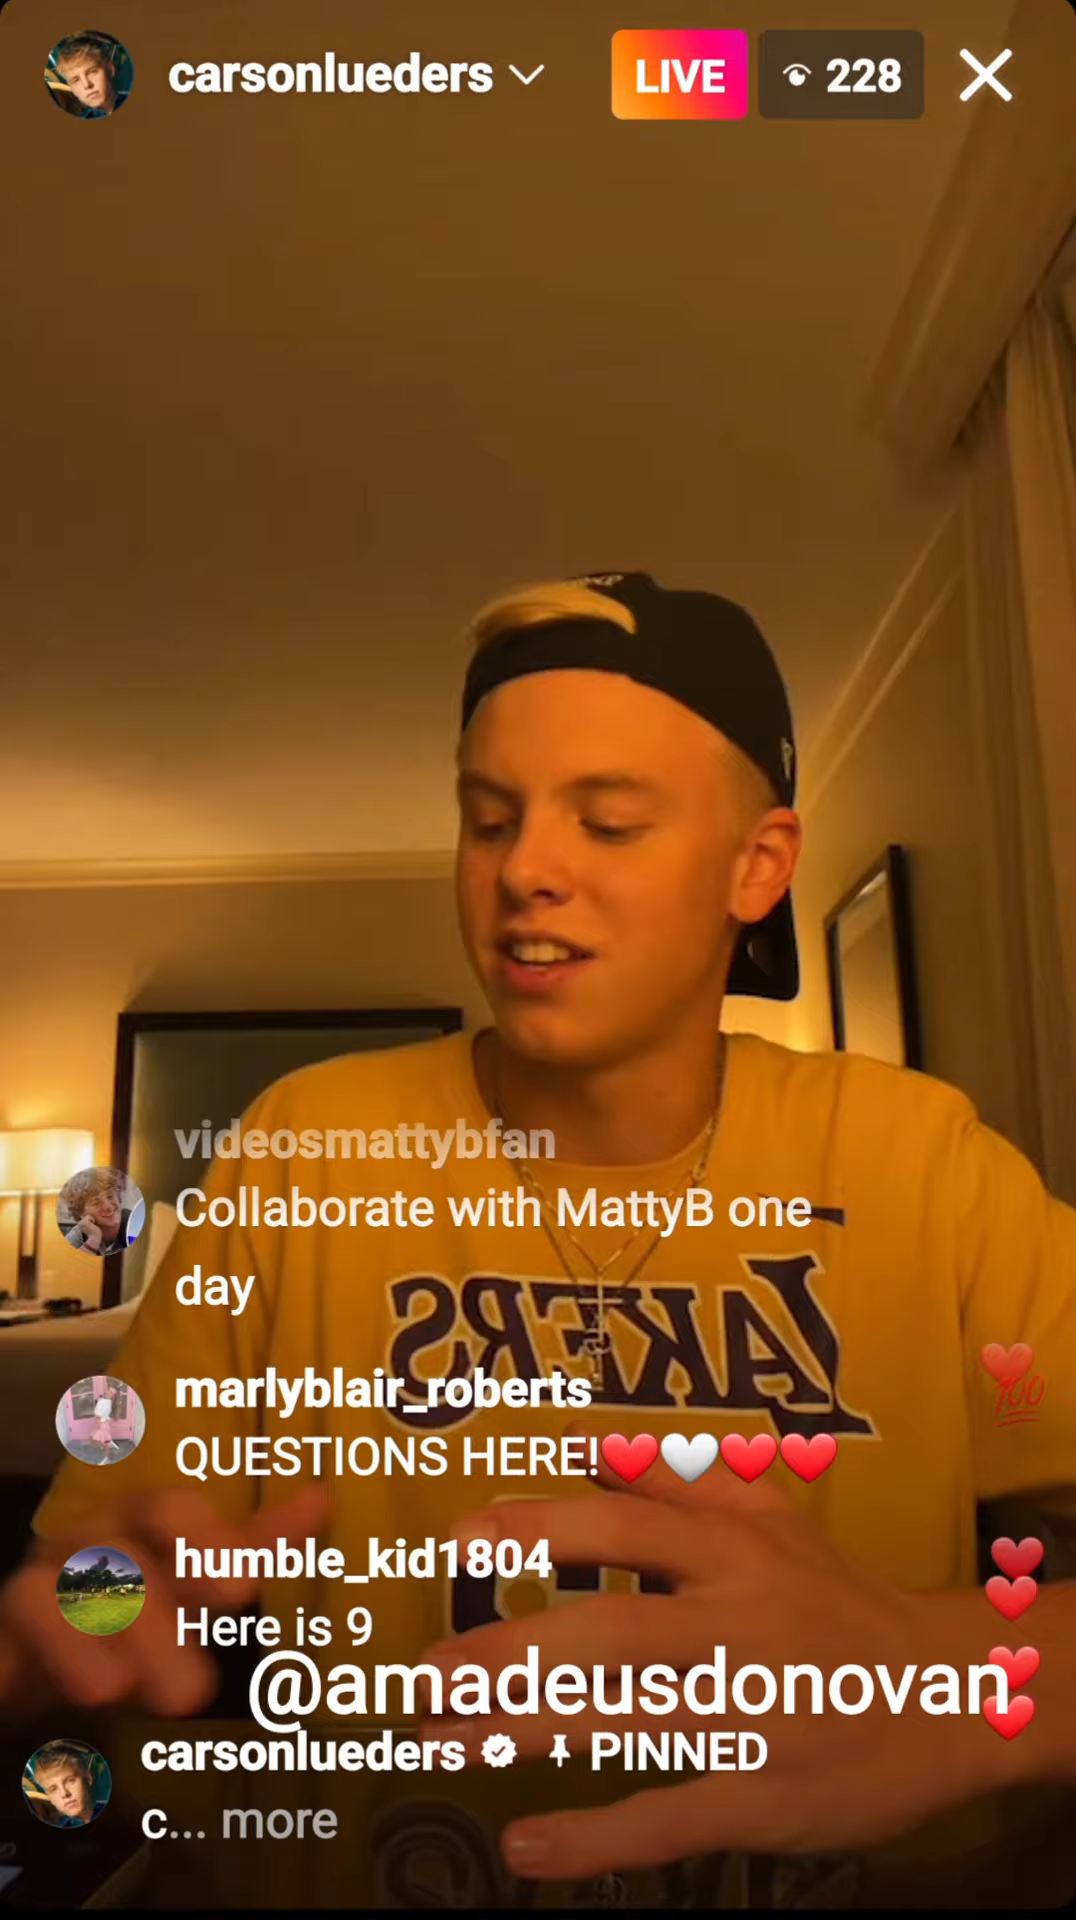 carsonlueders
LIVE
228
videosmattybfan
Collaborate with MattyB one
day
LAKERS
marlyblair_roberts
QUESTIONS HERE!❤️🤍❤️❤️
humble_kid1804
Here is 9
@amadeusdonovan
carsonlueders PINNED
c... more
💯